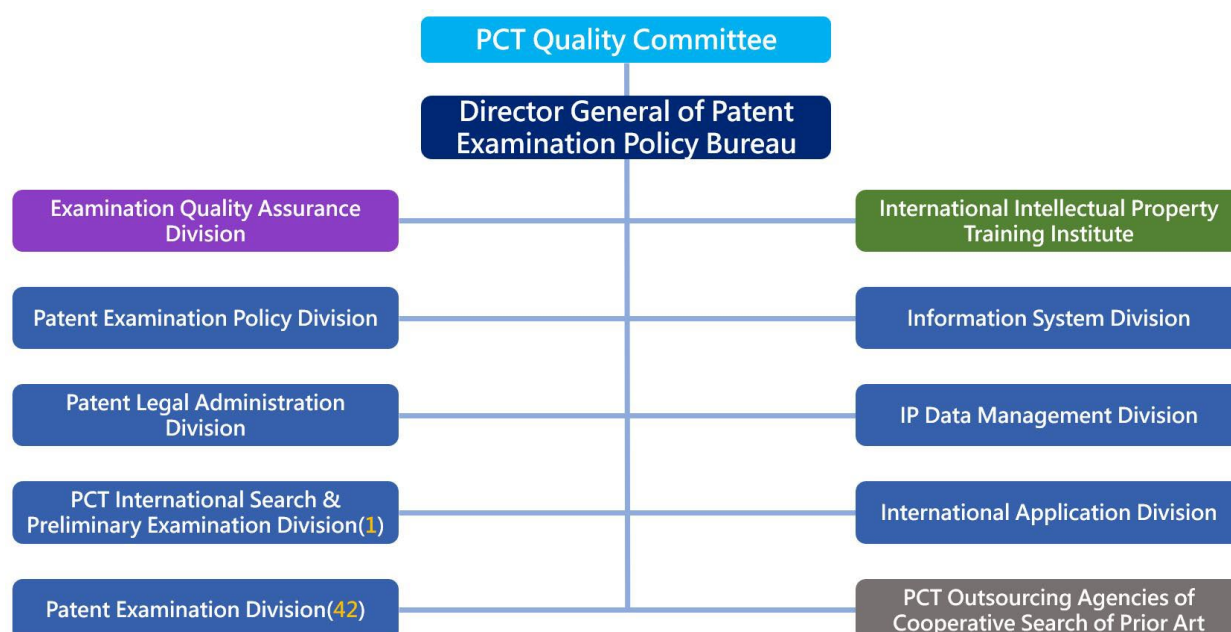 PCT Quality Committee
Director General of Patent
Examination Policy Bureau
Examination Quality Assurance
Division
International Intellectual Property
Training Institute
Patent Examination Policy Division
Information System Division
Patent Legal Administration
Division
IP Data Management Division
PCT International Search &
Preliminary Examination Division(1)
International Application Division
Patent Examination Division(42)
PCT Outsourcing Agencies of
Cooperative Search of Prior Art